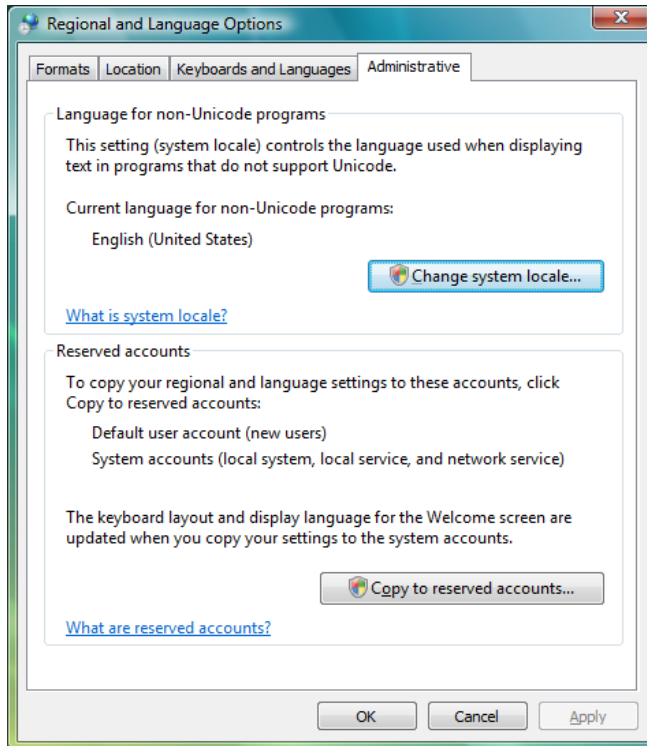 Regional and Language Options
Formats Location Keyboards and Languages Administrative
Language for non-Unicode programs
This setting (system locale) controls the language used when displaying
text in programs that do not support Unicode.
Current language for non-Unicode programs:
English (United States)
Change system locale...
What is system locale?
Reserved accounts
To copy your regional and language settings to these accounts, click
Copy to reserved accounts:
Default user account (new users)
System accounts (local system, local service, and network service)
The keyboard layout and display language for the Welcome screen are
updated when you copy your settings to the system accounts.
Copy to reserved accounts...
What are reserved accounts?
OK Cancel Apply